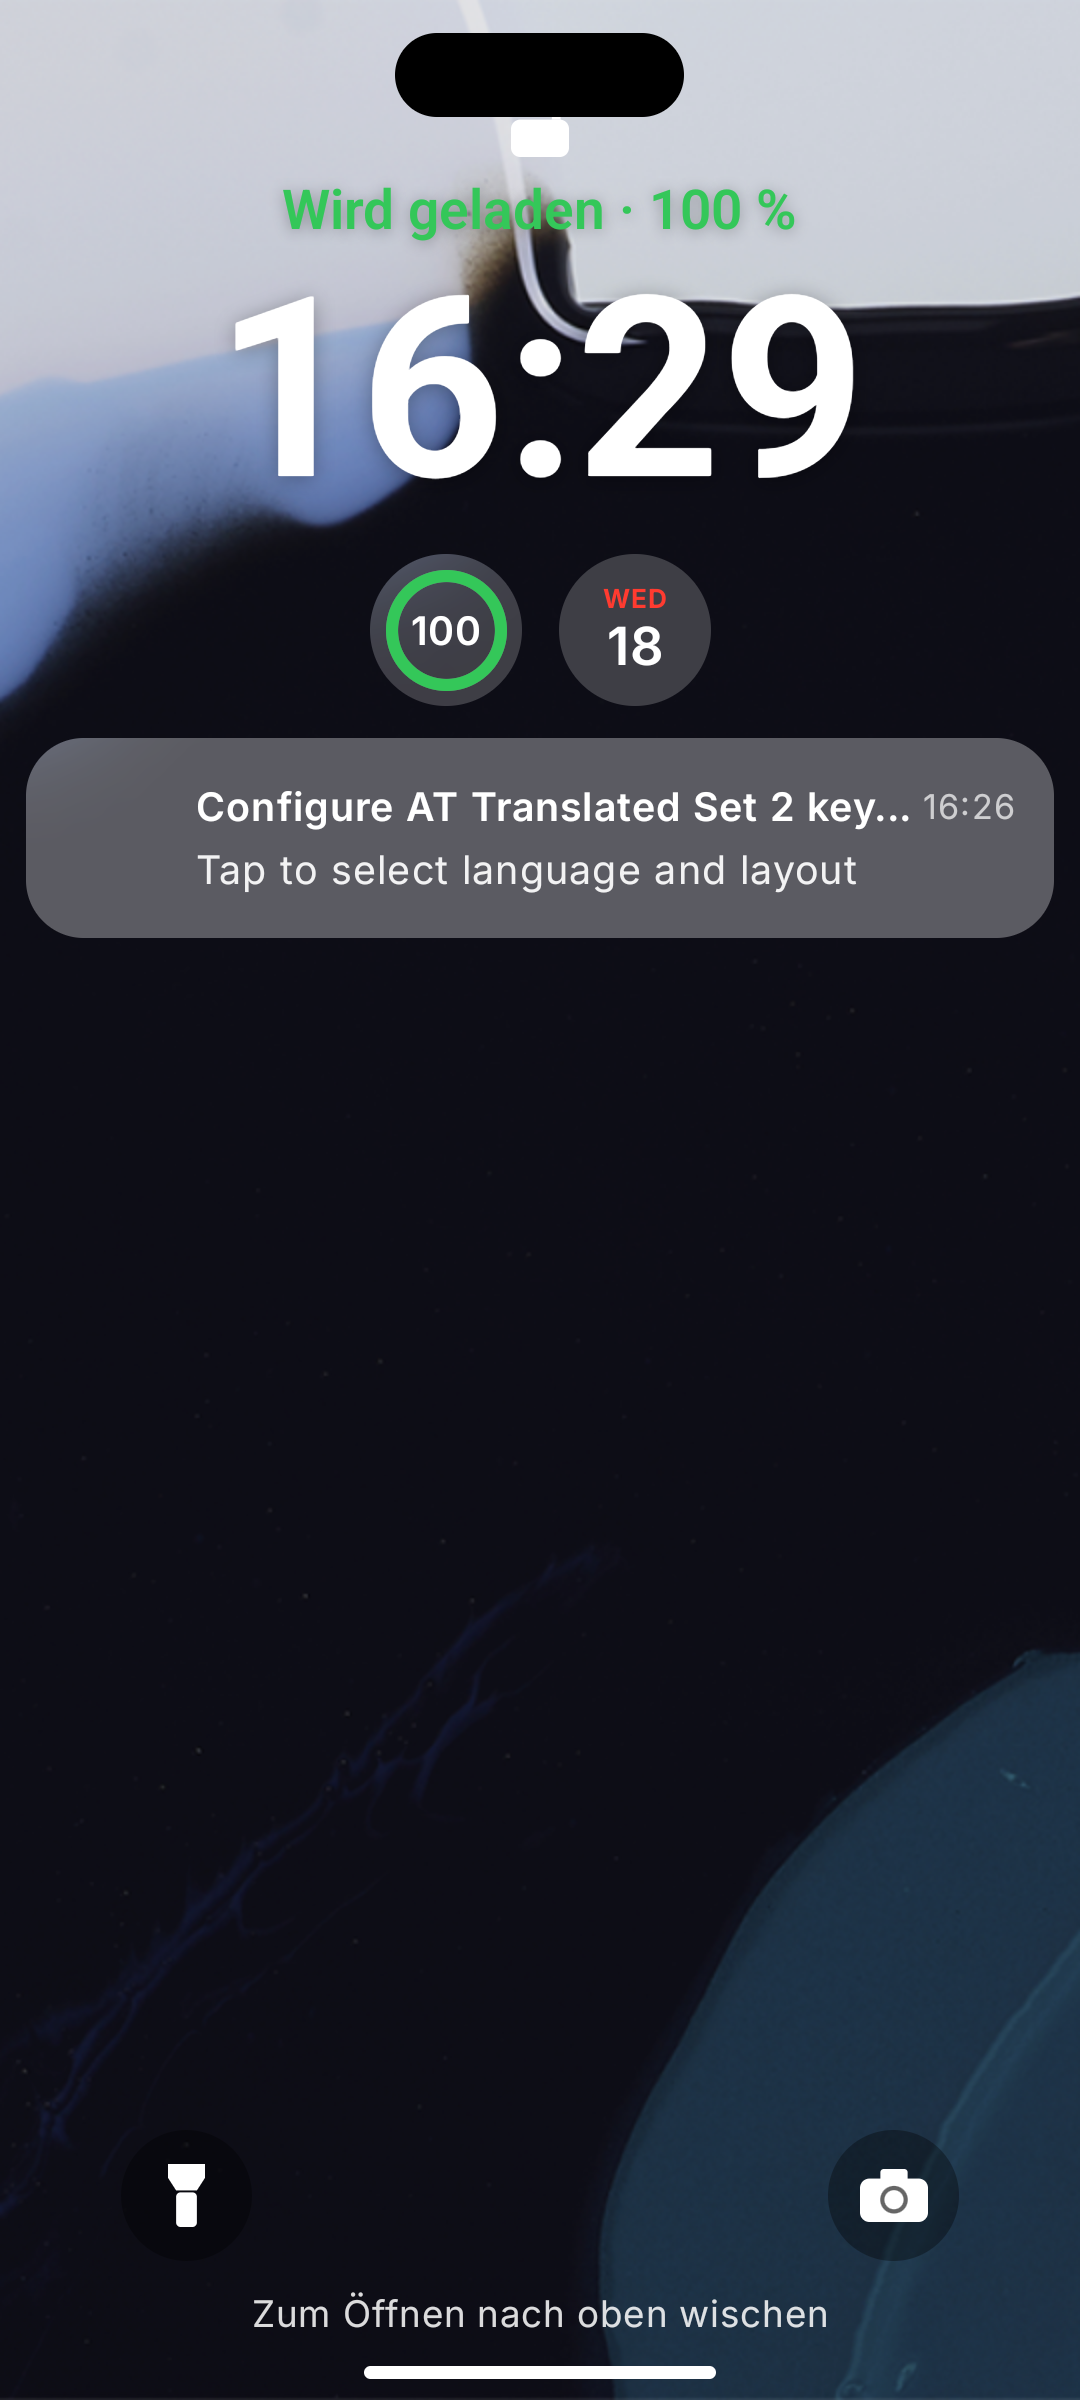 Wird geladen · 100 %
16:29
100
WED
18
Configure AT Translated Set 2 key... 16:26
Tap to select language and layout
Zum Öffnen nach oben wischen